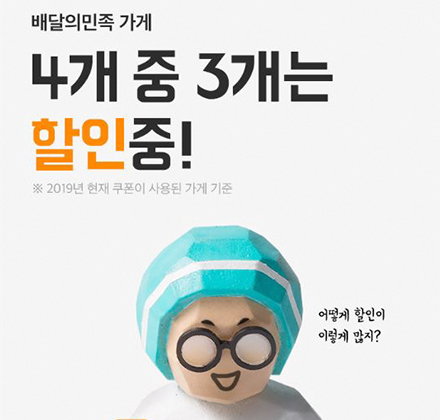 배달의민족 가게
4개 중 3개는
할인중!
※ 2019년 현재 쿠폰이 사용된 가게 기준
어떻게 할인이
이렇게 많지?